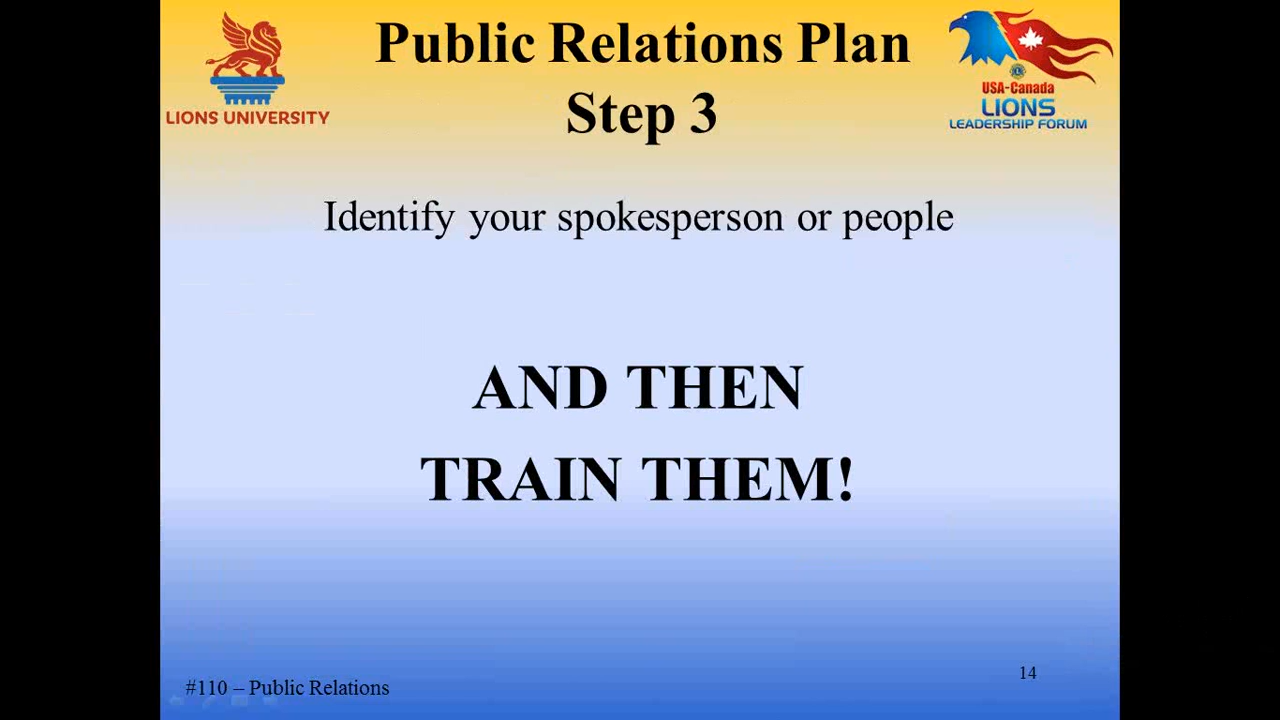 Public Relations Plan
Step 3
LIONS UNIVERSITY
USA-Canada
LIONS
LEADERSHIP FORUM
Identify your spokesperson or people
AND THEN
TRAIN THEM!
#110 – Public Relations
14